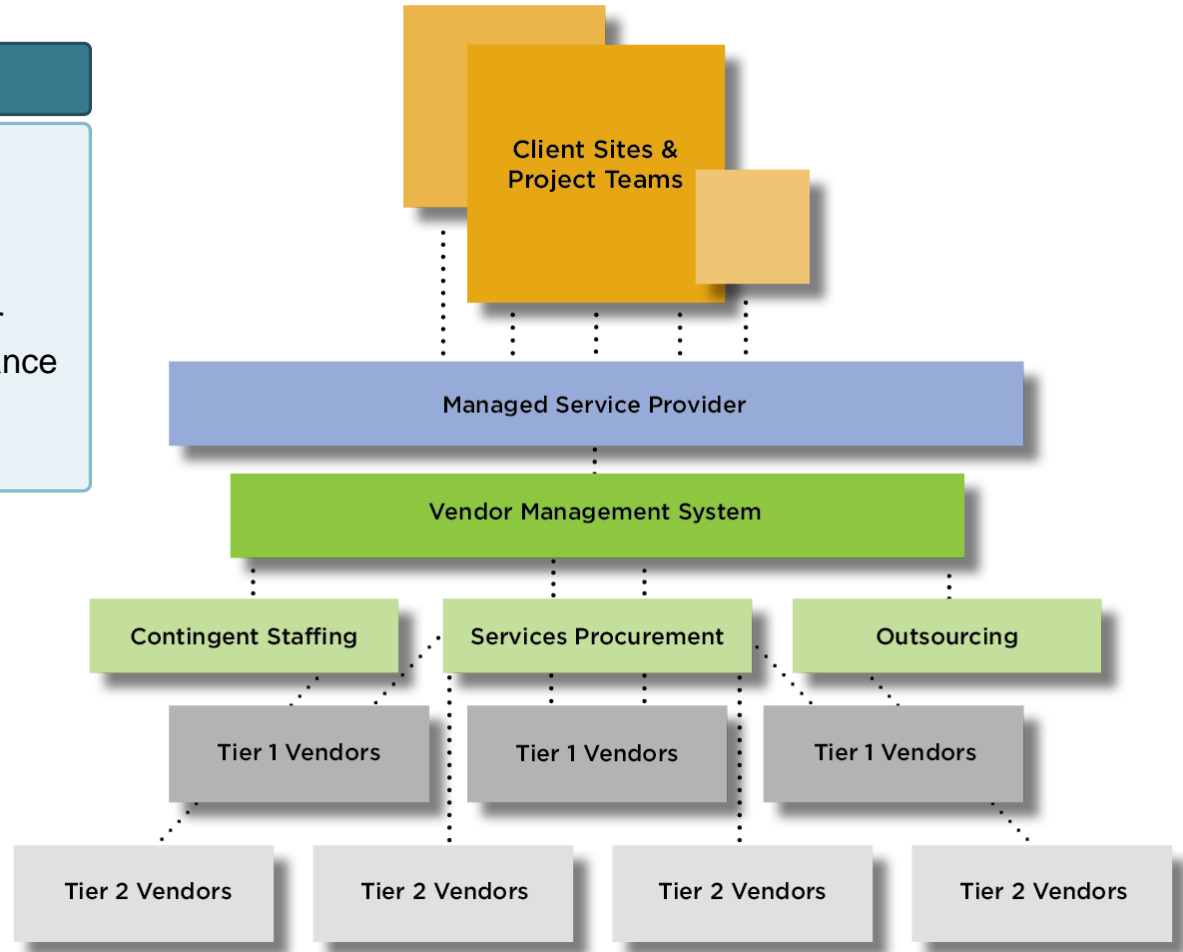 Client Sites &
Project Teams
Managed Service Provider
Vendor Management System
Contingent Staffing
Services Procurement
Outsourcing
Tier 1 Vendors
Tier 1 Vendors
Tier 1 Vendors
Tier 2 Vendors
Tier 2 Vendors
Tier 2 Vendors
Tier 2 Vendors